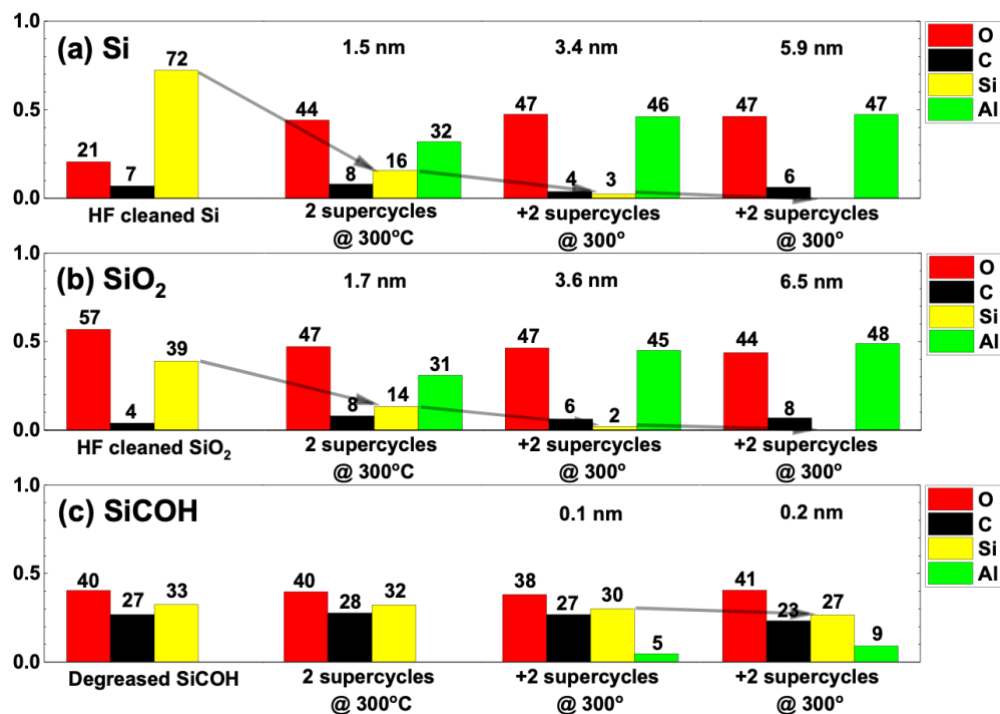 1.0
(a) Si
1.5 nm
3.4 nm
5.9 nm
O
C
Si
Al
0.5
0.0
21
7
72
44
8
16
32
47
4
3
46
47
6
47
HF cleaned Si
2 supercycles
@ 300°C
+2 supercycles
@ 300°
+2 supercycles
@ 300°
1.0
(b) SiO₂
1.7 nm
3.6 nm
6.5 nm
O
C
Si
Al
0.5
0.0
57
4
39
47
8
14
31
47
6
2
45
44
8
48
HF cleaned SiO₂
2 supercycles
@ 300°C
+2 supercycles
@ 300°
+2 supercycles
@ 300°
1.0
(c) SiCOH
0.1 nm
0.2 nm
O
C
Si
Al
0.5
0.0
40
27
33
40
28
32
38
27
30
5
41
23
27
9
Degreased SiCOH
2 supercycles
@ 300°C
+2 supercycles
@ 300°
+2 supercycles
@ 300°